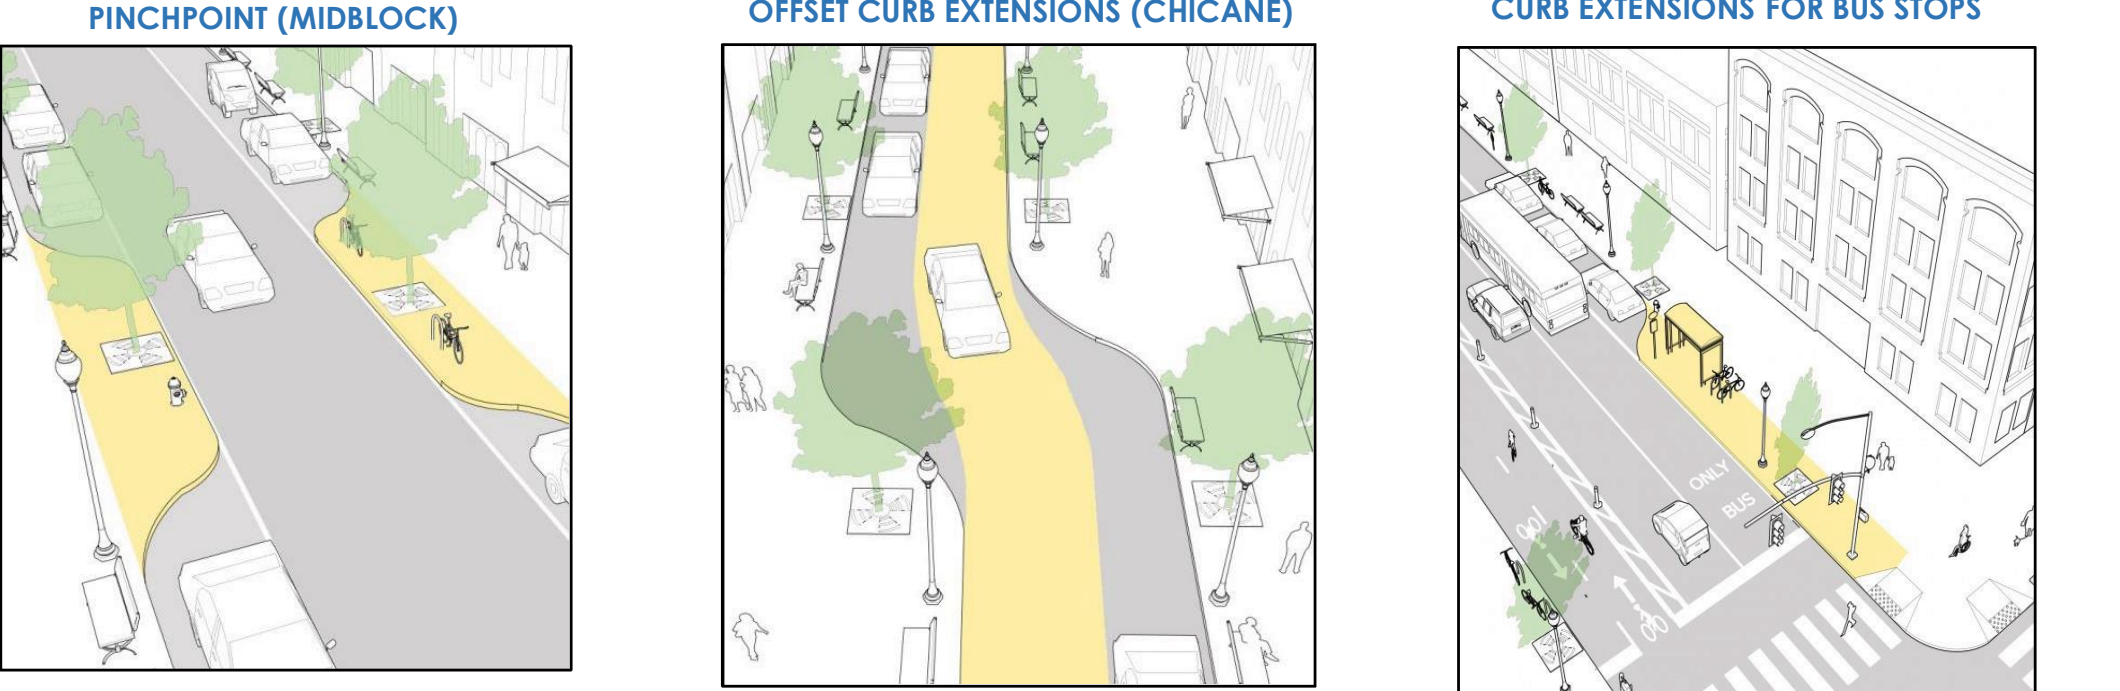 PINCHPOINT (MIDBLOCK)
OFFSET CURB EXTENSIONS (CHICANE)
CURB EXTENSIONS FOR BUS STOPS
ONLY
BUS